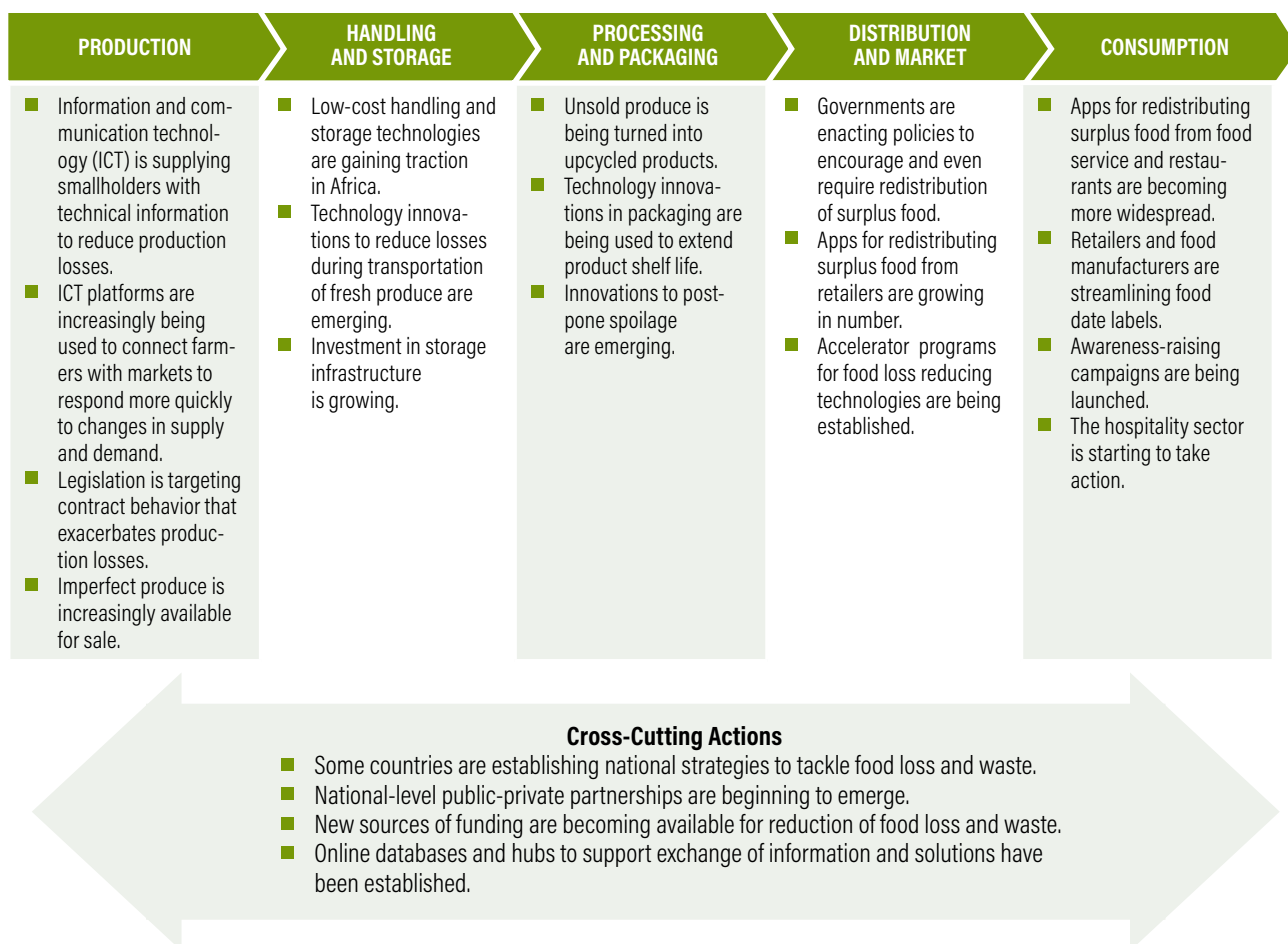 PRODUCTION
Information and com-
munication technol-
ogy (ICT) is supplying
smallholders with
technical information
to reduce production
losses.
ICT platforms are
increasingly being
used to connect farm-
ers with markets to
respond more quickly
to changes in supply
and demand.
Legislation is targeting
contract behavior that
exacerbates produc-
tion losses.
Imperfect produce is
increasingly available
for sale.
HANDLING
AND STORAGE
Low-cost handling and
storage technologies
are gaining traction
in Africa.
Technology innova-
tions to reduce losses
during transportation
of fresh produce are
emerging.
Investment in storage
infrastructure
is growing.
PROCESSING
AND PACKAGING
Unsold produce is
being turned into
upcycled products.
Technology innova-
tions in packaging are
being used to extend
product shelf life.
Innovations to post-
pone spoilage
are emerging.
DISTRIBUTION
AND MARKET
Governments are
enacting policies to
encourage and even
require redistribution
of surplus food.
Apps for redistributing
surplus food from
retailers are growing
in number.
Accelerator programs
for food loss reducing
technologies are being
established.
CONSUMPTION
Apps for redistributing
surplus food from food
service and restau-
rants are becoming
more widespread.
Retailers and food
manufacturers are
streamlining food
date labels.
Awareness-raising
campaigns are being
launched.
The hospitality sector
is starting to take
action.
Cross-Cutting Actions
Some countries are establishing national strategies to tackle food loss and waste.
National-level public-private partnerships are beginning to emerge.
New sources of funding are becoming available for reduction of food loss and waste.
Online databases and hubs to support exchange of information and solutions have
been established.